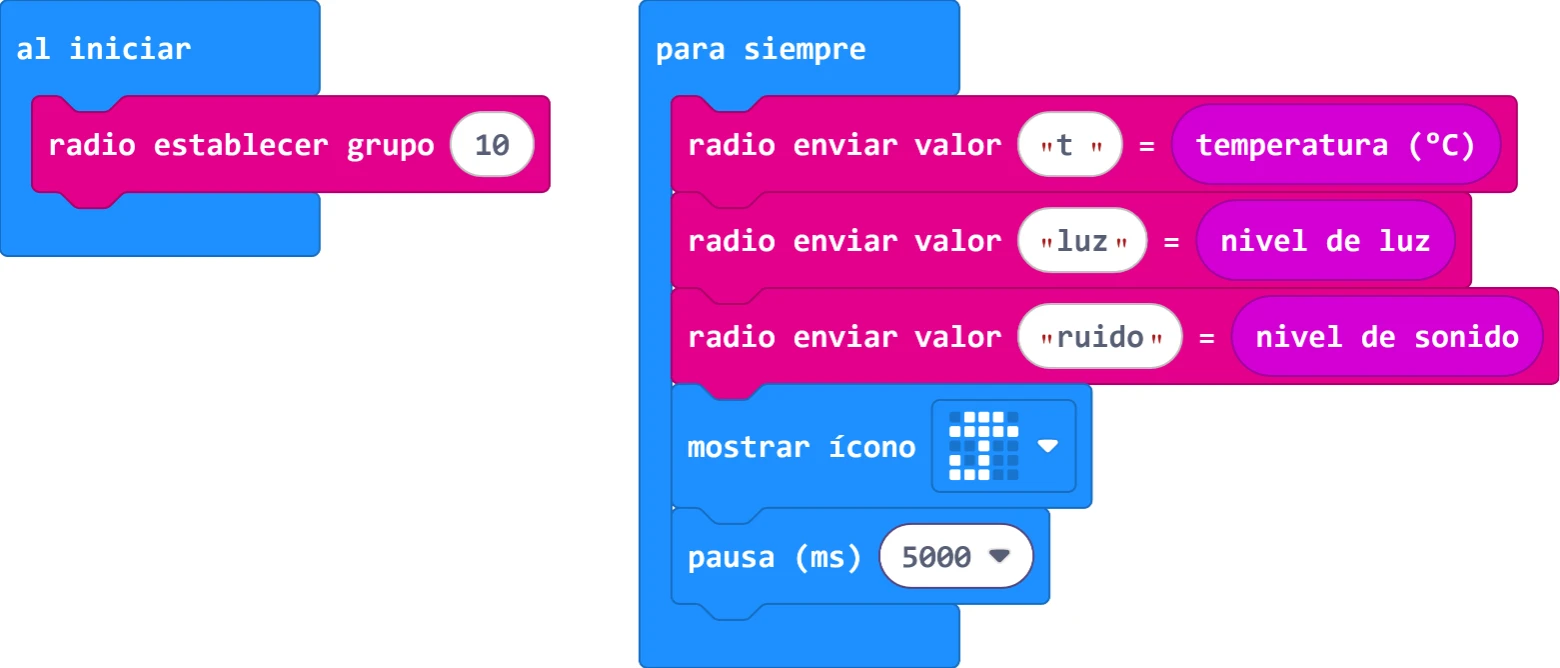 al iniciar
radio establecer grupo 10
para siempre
radio enviar valor "t " = temperatura (°C)
radio enviar valor "luz" = nivel de luz
radio enviar valor "ruido" = nivel de sonido
mostrar ícono
pausa (ms) 5000